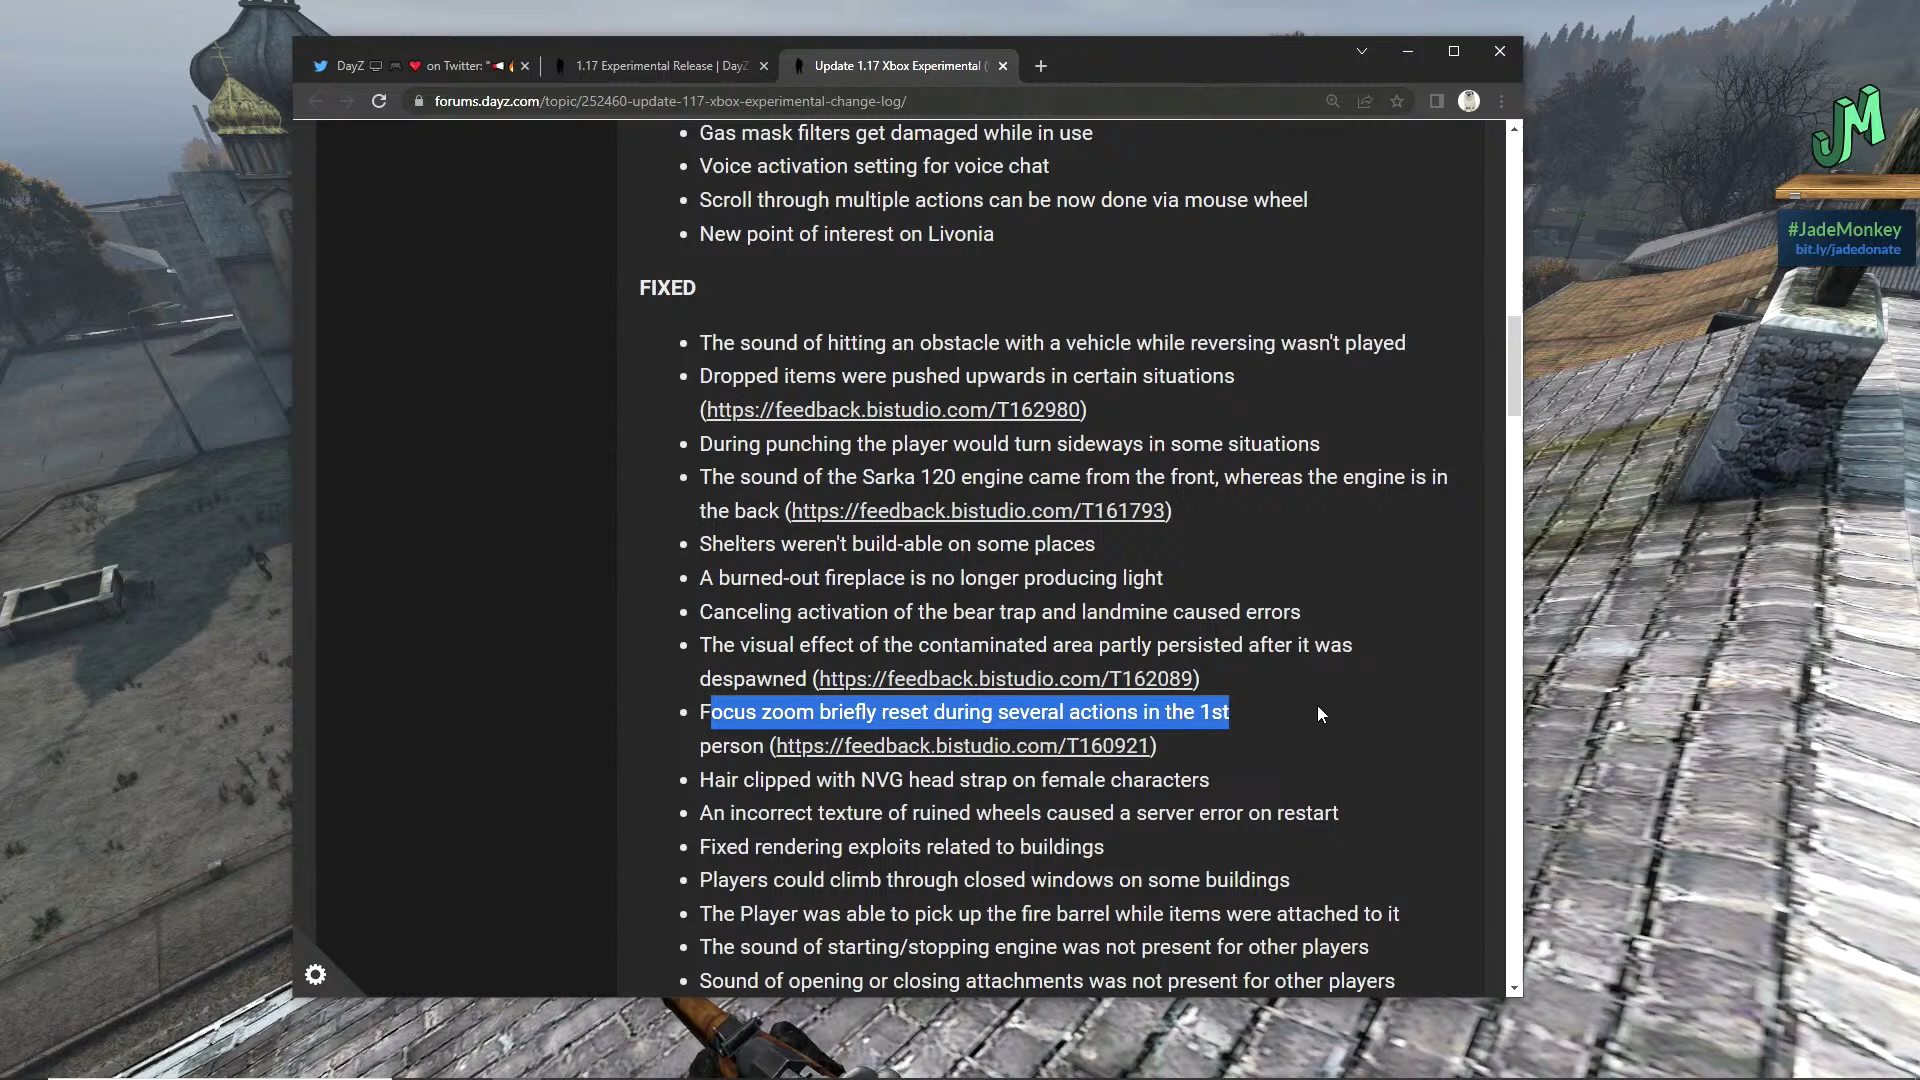 DayZ on Twitter: "
1.17 Experimental Release | DayZ
Update 1.17 Xbox Experimental (
forums.dayz.com/topic/252460-update-117-xbox-experimental-change-log/
JM
#JadeMonkey
bit.ly/jadedonate
Gas mask filters get damaged while in use
Voice activation setting for voice chat
Scroll through multiple actions can be now done via mouse wheel
New point of interest on Livonia
FIXED
The sound of hitting an obstacle with a vehicle while reversing wasn't played
Dropped items were pushed upwards in certain situations
(https://feedback.bistudio.com/T162980)
During punching the player would turn sideways in some situations
The sound of the Sarka 120 engine came from the front, whereas the engine is in
the back (https://feedback.bistudio.com/T161793)
Shelters weren't build-able on some places
A burned-out fireplace is no longer producing light
Canceling activation of the bear trap and landmine caused errors
The visual effect of the contaminated area partly persisted after it was
despawned (https://feedback.bistudio.com/T162089)
Focus zoom briefly reset during several actions in the 1st
person (https://feedback.bistudio.com/T160921)
Hair clipped with NVG head strap on female characters
An incorrect texture of ruined wheels caused a server error on restart
Fixed rendering exploits related to buildings
Players could climb through closed windows on some buildings
The Player was able to pick up the fire barrel while items were attached to it
The sound of starting/stopping engine was not present for other players
Sound of opening or closing attachments was not present for other players